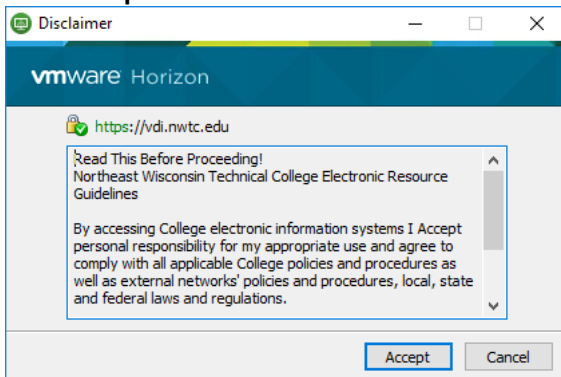 Disclaimer
vmware Horizon
https://vdi.nwtc.edu
Read This Before Proceeding!
Northeast Wisconsin Technical College Electronic Resource
Guidelines
By accessing College electronic information systems I Accept
personal responsibility for my appropriate use and agree to
comply with all applicable College policies and procedures as
well as external networks' policies and procedures, local, state
and federal laws and regulations.
Accept Cancel